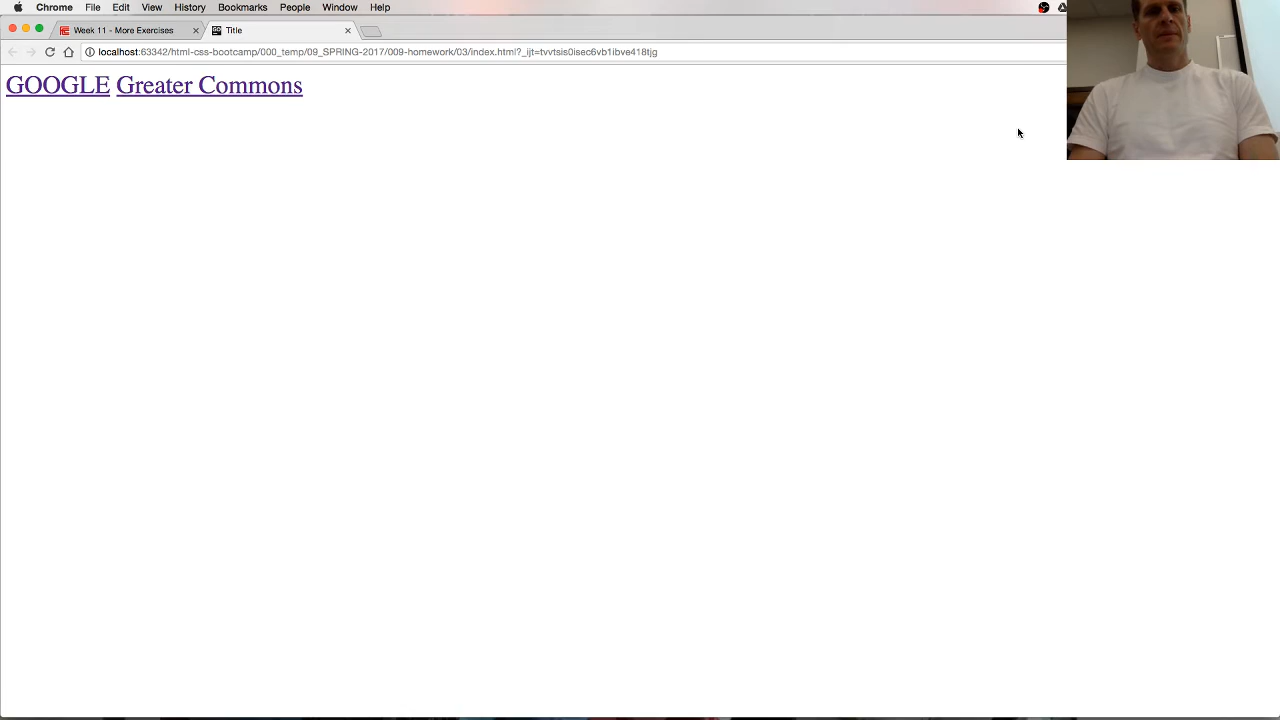 Chrome File Edit View History Bookmarks People Window Help
Week 11 - More Exercises Title
localhost:63342/html-css-bootcamp/000_temp/09_SPRING-2017/009-homework/03/index.html?_ijt=tvvtsis0isec6vb1ibve418tjg
GOOGLE Greater Commons